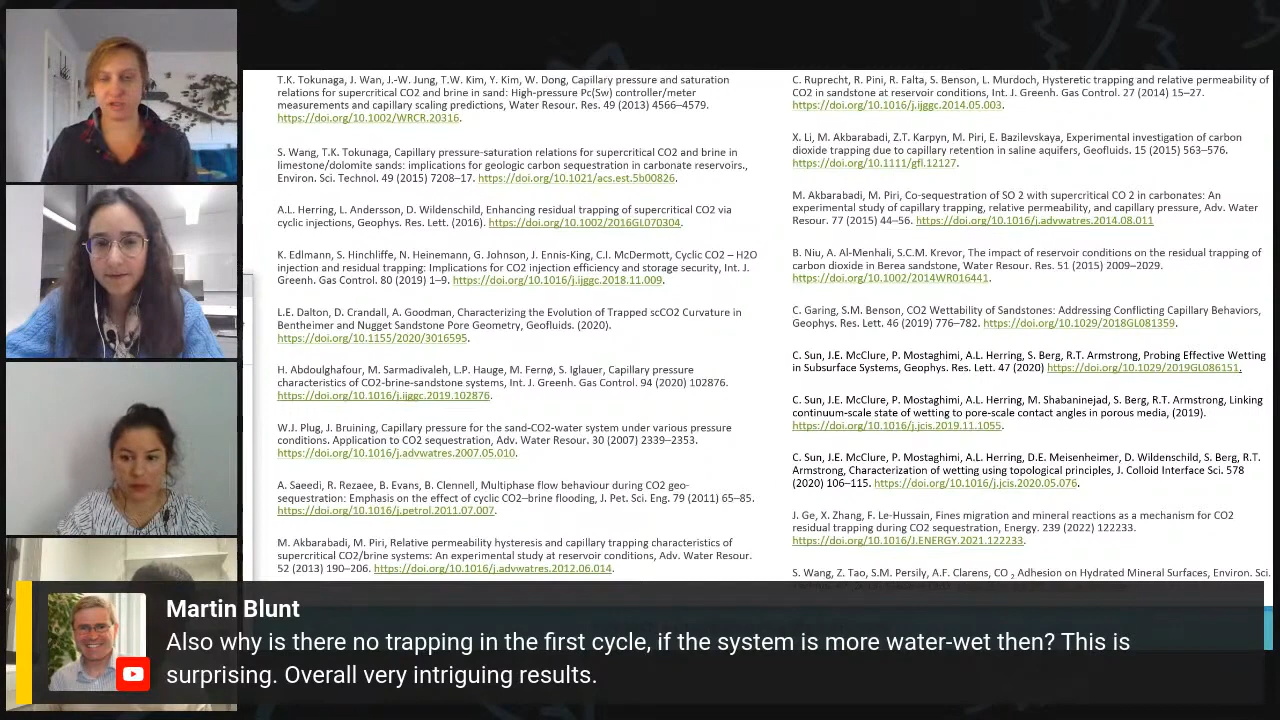 T.K. Tokunaga, J. Wan, J.-W. Jung, T.W. Kim, Y. Kim, W. Dong, Capillary pressure and saturation
relations for supercritical CO2 and brine in sand: High-pressure Pc(Sw) controller/meter
measurements and capillary scaling predictions, Water Resour. Res. 49 (2013) 4566–4579.
https://doi.org/10.1002/WRCR.20316.
S. Wang, T.K. Tokunaga, Capillary pressure-saturation relations for supercritical CO2 and brine in
limestone/dolomite sands: implications for geologic carbon sequestration in carbonate reservoirs.,
Environ. Sci. Technol. 49 (2015) 7208–17. https://doi.org/10.1021/acs.est.5b00826.
A.L. Herring, L. Andersson, D. Wildenschild, Enhancing residual trapping of supercritical CO2 via
cyclic injections, Geophys. Res. Lett. (2016). https://doi.org/10.1002/2016GL070304.
K. Edlmann, S. Hinchliffe, N. Heinemann, G. Johnson, J. Ennis-King, C.I. McDermott, Cyclic CO2 – H2O
injection and residual trapping: Implications for CO2 injection efficiency and storage security, Int. J.
Greenh. Gas Control. 80 (2019) 1–9. https://doi.org/10.1016/j.ijggc.2018.11.009.
L.E. Dalton, D. Crandall, A. Goodman, Characterizing the Evolution of Trapped scCO2 Curvature in
Bentheimer and Nugget Sandstone Pore Geometry, Geofluids. (2020).
https://doi.org/10.1155/2020/3016595.
H. Abdoulghafour, M. Sarmadivaleh, L.P. Hauge, M. Fernø, S. Iglauer, Capillary pressure
characteristics of CO2-brine-sandstone systems, Int. J. Greenh. Gas Control. 94 (2020) 102876.
https://doi.org/10.1016/j.ijggc.2019.102876.
W.J. Plug, J. Bruining, Capillary pressure for the sand-CO2-water system under various pressure
conditions. Application to CO2 sequestration, Adv. Water Resour. 30 (2007) 2339–2353.
https://doi.org/10.1016/j.advwatres.2007.05.010.
A. Saeedi, R. Rezaee, B. Evans, B. Clennell, Multiphase flow behaviour during CO2 geo-
sequestration: Emphasis on the effect of cyclic CO2–brine flooding, J. Pet. Sci. Eng. 79 (2011) 65–85.
https://doi.org/10.1016/j.petrol.2011.07.007.
M. Akbarabadi, M. Piri, Relative permeability hysteresis and capillary trapping characteristics of
supercritical CO2/brine systems: An experimental study at reservoir conditions, Adv. Water Resour.
52 (2013) 190–206. https://doi.org/10.1016/j.advwatres.2012.06.014.
C. Ruprecht, R. Pini, R. Falta, S. Benson, L. Murdoch, Hysteretic trapping and relative permeability of
CO2 in sandstone at reservoir conditions, Int. J. Greenh. Gas Control. 27 (2014) 15–27.
https://doi.org/10.1016/j.ijggc.2014.05.003.
X. Li, M. Akbarabadi, Z.T. Karpyn, M. Piri, E. Bazilevskaya, Experimental investigation of carbon
dioxide trapping due to capillary retention in saline aquifers, Geofluids. 15 (2015) 563–576.
https://doi.org/10.1111/gfl.12127.
M. Akbarabadi, M. Piri, Co-sequestration of SO 2 with supercritical CO 2 in carbonates: An
experimental study of capillary trapping, relative permeability, and capillary pressure, Adv. Water
Resour. 77 (2015) 44–56. https://doi.org/10.1016/j.advwatres.2014.08.011
B. Niu, A. Al-Menhali, S.C.M. Krevor, The impact of reservoir conditions on the residual trapping of
carbon dioxide in Berea sandstone, Water Resour. Res. 51 (2015) 2009–2029.
https://doi.org/10.1002/2014WR016441.
C. Garing, S.M. Benson, CO2 Wettability of Sandstones: Addressing Conflicting Capillary Behaviors,
Geophys. Res. Lett. 46 (2019) 776–782. https://doi.org/10.1029/2018GL081359.
C. Sun, J.E. McClure, P. Mostaghimi, A.L. Herring, S. Berg, R.T. Armstrong, Probing Effective Wetting
in Subsurface Systems, Geophys. Res. Lett. 47 (2020) https://doi.org/10.1029/2019GL086151.
C. Sun, J.E. McClure, P. Mostaghimi, A.L. Herring, M. Shabaninejad, S. Berg, R.T. Armstrong, Linking
continuum-scale state of wetting to pore-scale contact angles in porous media, (2019).
https://doi.org/10.1016/j.jcis.2019.11.1055.
C. Sun, J.E. McClure, P. Mostaghimi, A.L. Herring, D.E. Meisenheimer, D. Wildenschild, S. Berg, R.T.
Armstrong, Characterization of wetting using topological principles, J. Colloid Interface Sci. 578
(2020) 106–115. https://doi.org/10.1016/j.jcis.2020.05.076.
J. Ge, X. Zhang, F. Le-Hussain, Fines migration and mineral reactions as a mechanism for CO2
residual trapping during CO2 sequestration, Energy. 239 (2022) 122233.
https://doi.org/10.1016/J.ENERGY.2021.122233.
S. Wang, Z. Tao, S.M. Persily, A.F. Clarens, CO 2 Adhesion on Hydrated Mineral Surfaces, Environ. Sci.
Martin Blunt
Also why is there no trapping in the first cycle, if the system is more water-wet then? This is
surprising. Overall very intriguing results.